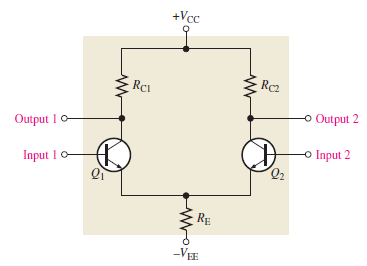 +VCC
RC1
RC2
Output 1
Output 2
Input 1
Input 2
Q1
Q2
RE
–VEE